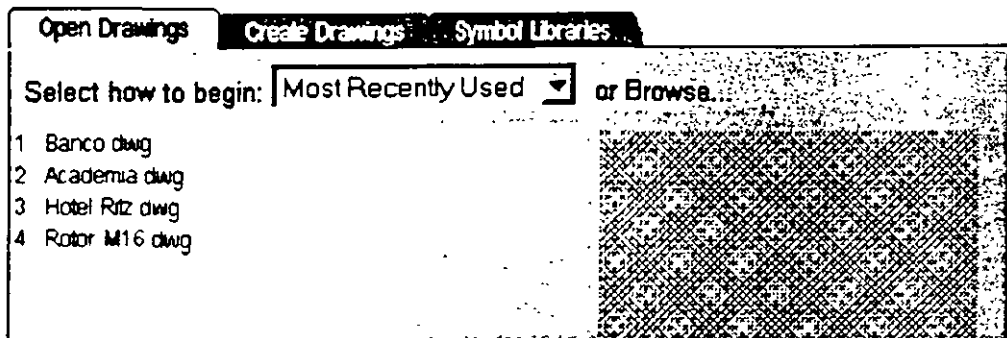 Open Drawings Create Drawings Symbol Libraries
Select how to begin: Most Recently Used or Browse...
1 Banco dwg
2 Academia dwg
3 Hotel Ritz dwg
4 Rotor M16 dwg